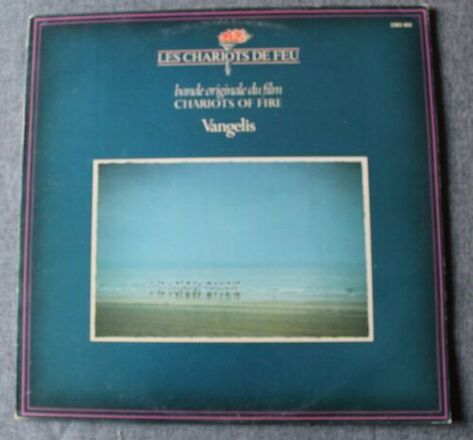 LES CHARIOTS DE FEU
bande originale du film
CHARIOTS OF FIRE
Vangelis